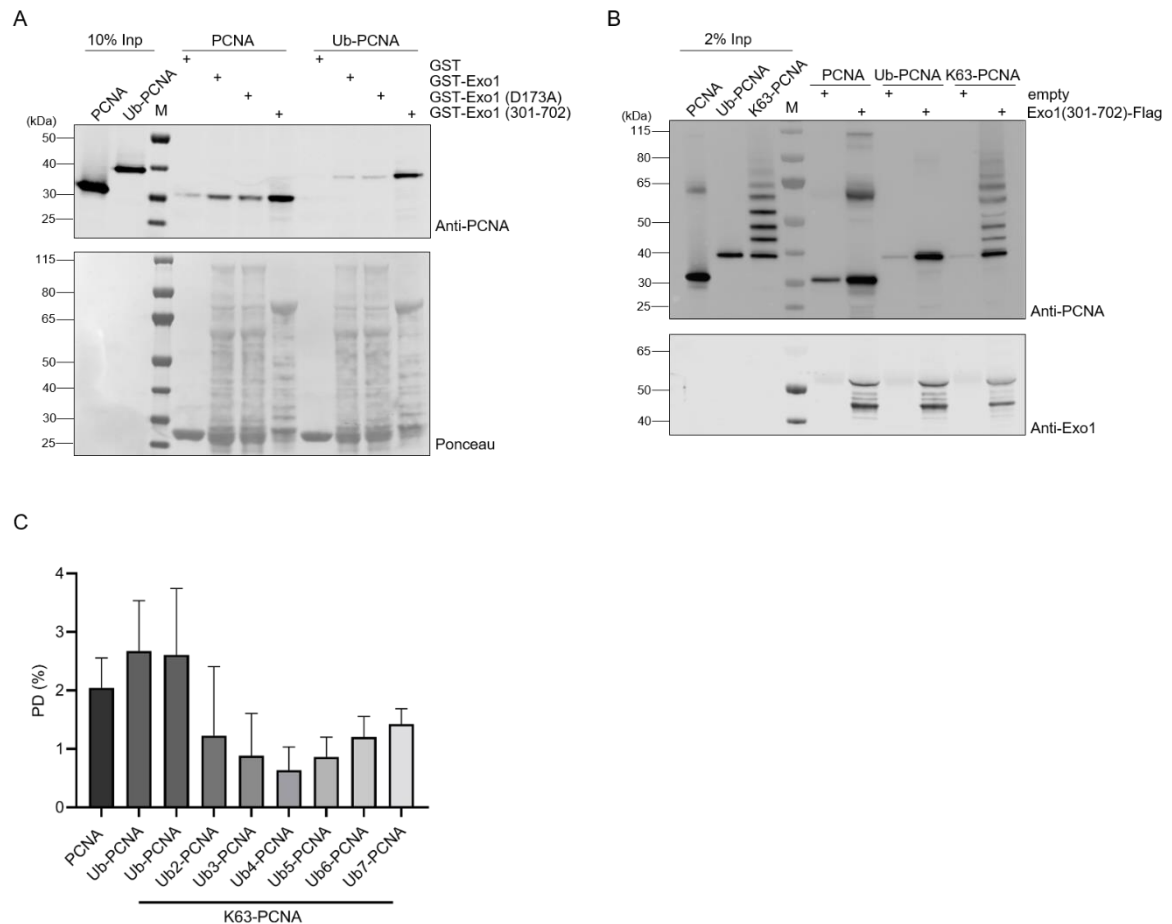 A
10% Inp
PCNA
Ub-PCNA
PCNA
Ub-PCNA
M
+ + GST
+ + GST-Exo1
+ + GST-Exo1 (D173A)
+ + GST-Exo1 (301-702)
(kDa)
50
40
30
25
Anti-PCNA
115
80
65
50
40
30
25
Ponceau
B
2% Inp
PCNA
Ub-PCNA
K63-PCNA
M
PCNA
Ub-PCNA
K63-PCNA
+ + + empty
+ + + Exo1(301-702)-Flag
(kDa)
115
80
65
50
40
30
25
Anti-PCNA
65
50
40
Anti-Exo1
C
PD (%)
4
3
2
1
0
PCNA
Ub-PCNA
Ub-PCNA
Ub2-PCNA
Ub3-PCNA
Ub4-PCNA
Ub5-PCNA
Ub6-PCNA
Ub7-PCNA
K63-PCNA